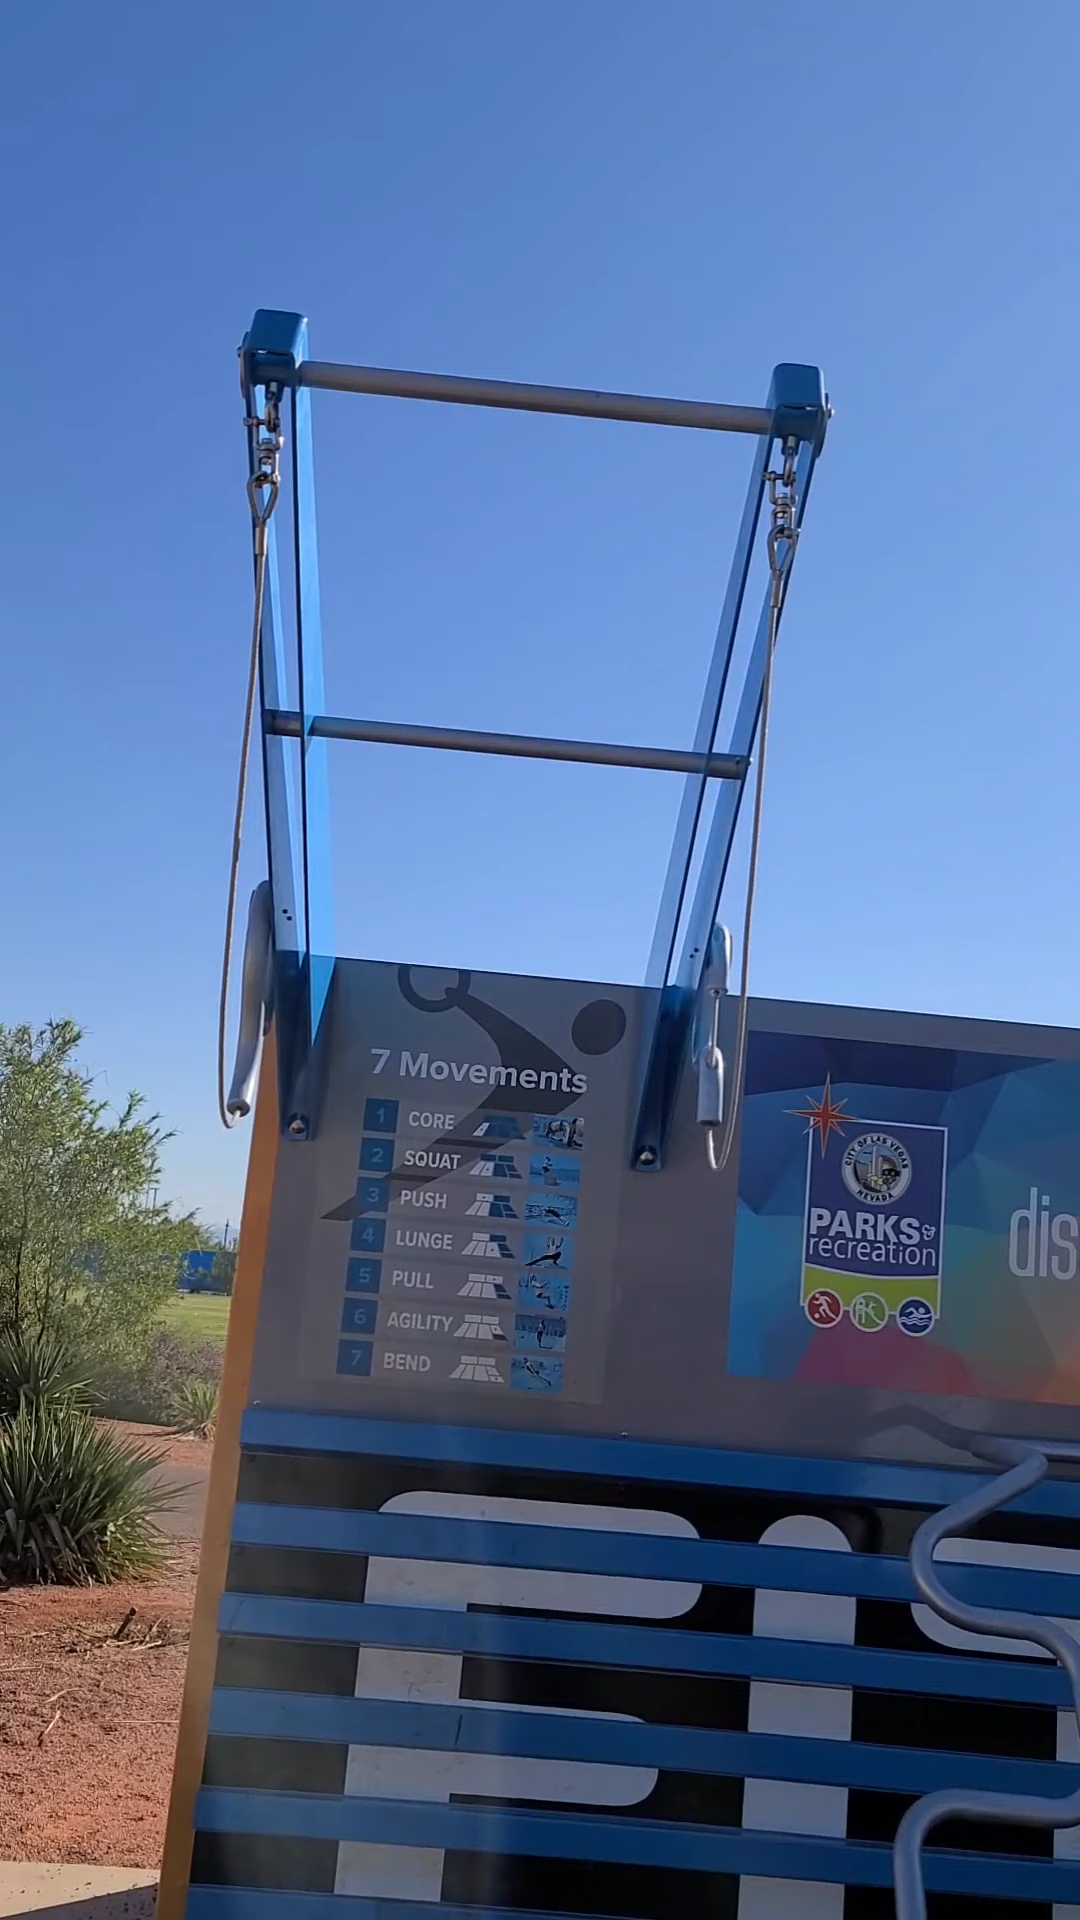 7 Movements
1 CORE
2 SQUAT
3 PUSH
4 LUNGE
5 PULL
6 AGILITY
7 BEND
CITY OF LAS VEGAS
NEVADA
PARKS &
recreation
dis